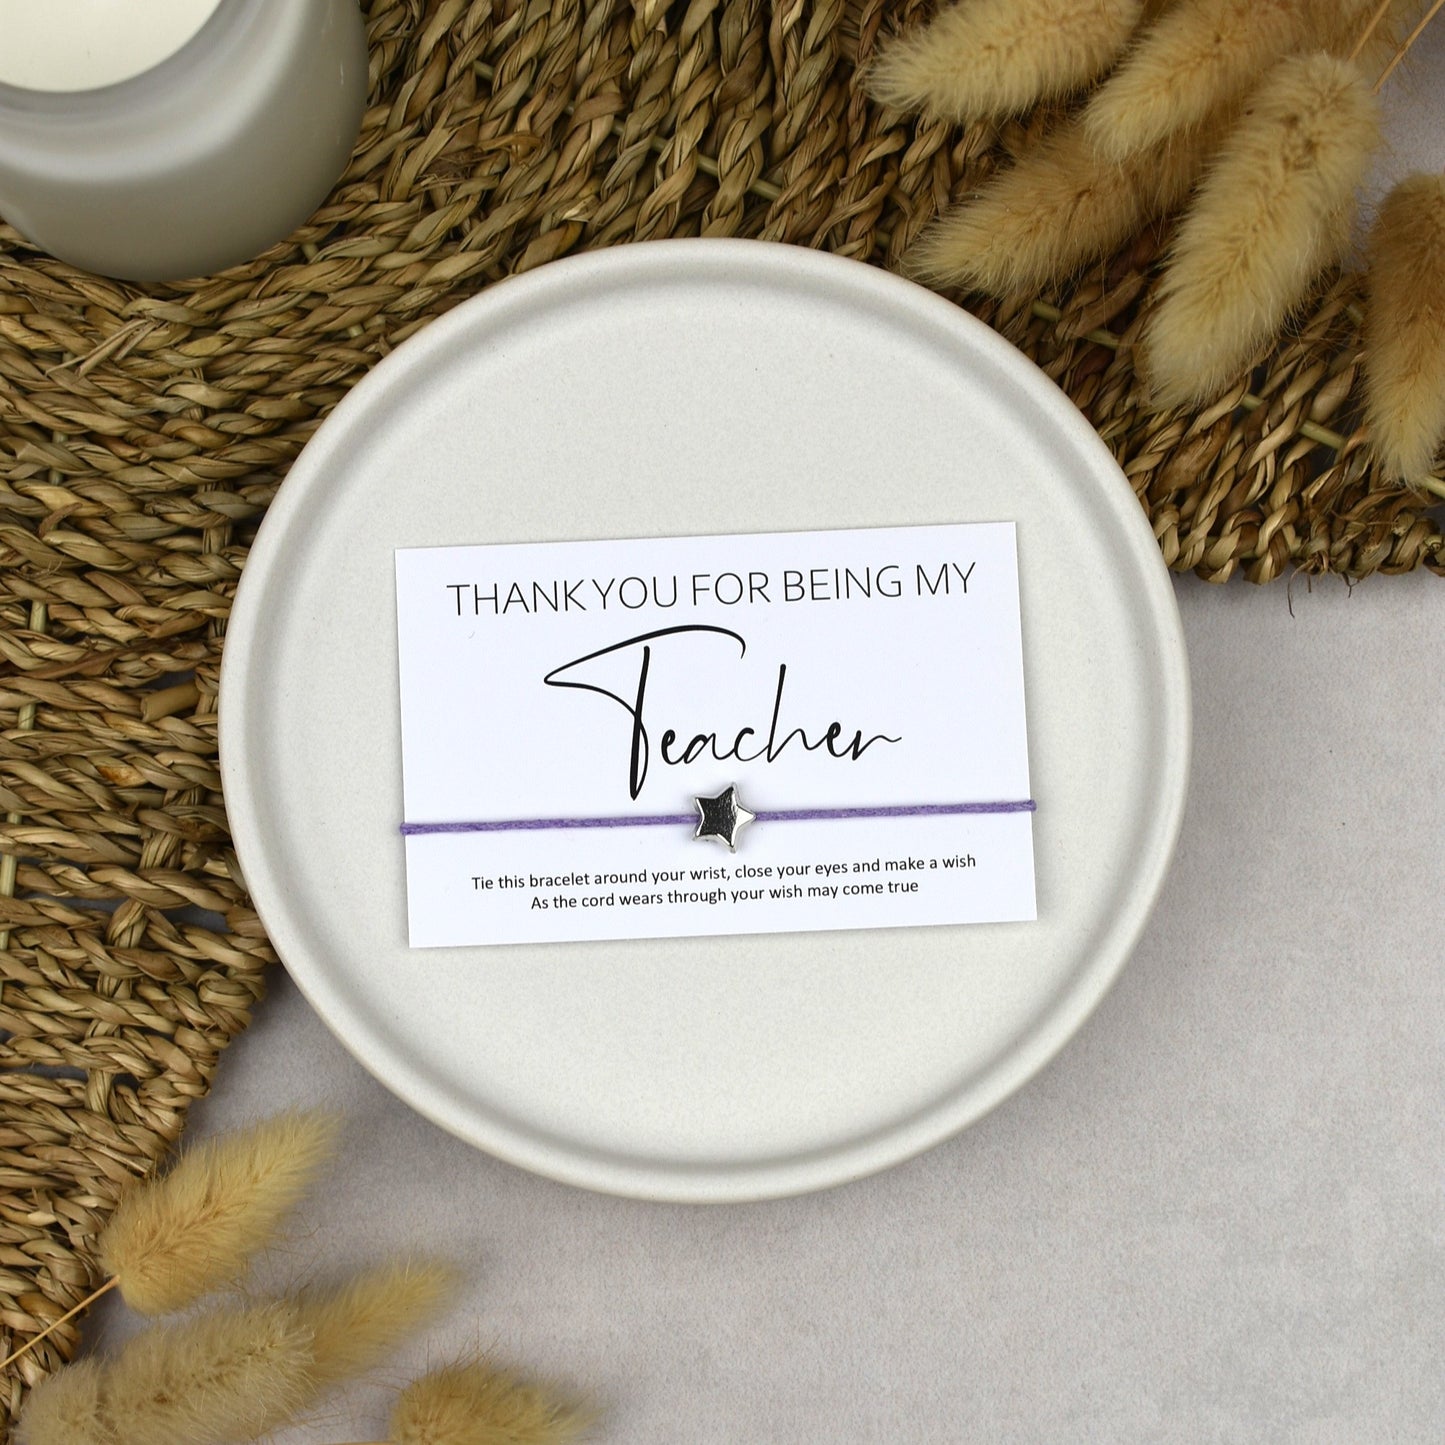 THANK YOU FOR BEING MY
Teacher
Tie this bracelet around your wrist, close your eyes and make a wish
As the cord wears through your wish may come true